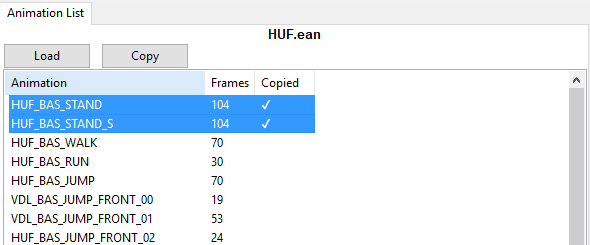 Animation List
HUF.ean
Load Copy
Animation Frames Copied
HUF_BAS_STAND 104 ✓
HUF_BAS_STAND_S 104 ✓
HUF_BAS_WALK 70
HUF_BAS_RUN 30
HUF_BAS_JUMP 70
VDL_BAS_JUMP_FRONT_00 19
VDL_BAS_JUMP_FRONT_01 53
HUF_BAS_JUMP_FRONT_02 24